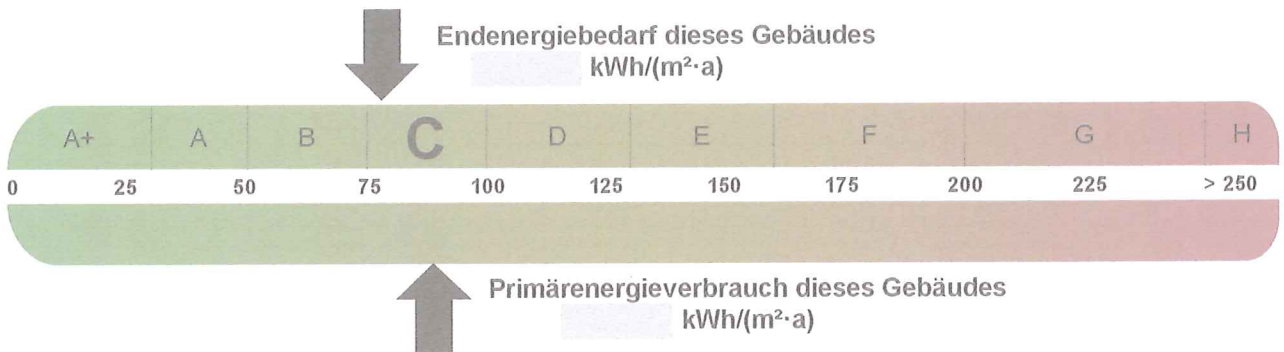 Endenergiebedarf dieses Gebäudes
kWh/(m²·a)
A+ A B C D E F G H
0 25 50 75 100 125 150 175 200 225 > 250
Primärenergieverbrauch dieses Gebäudes
kWh/(m²·a)